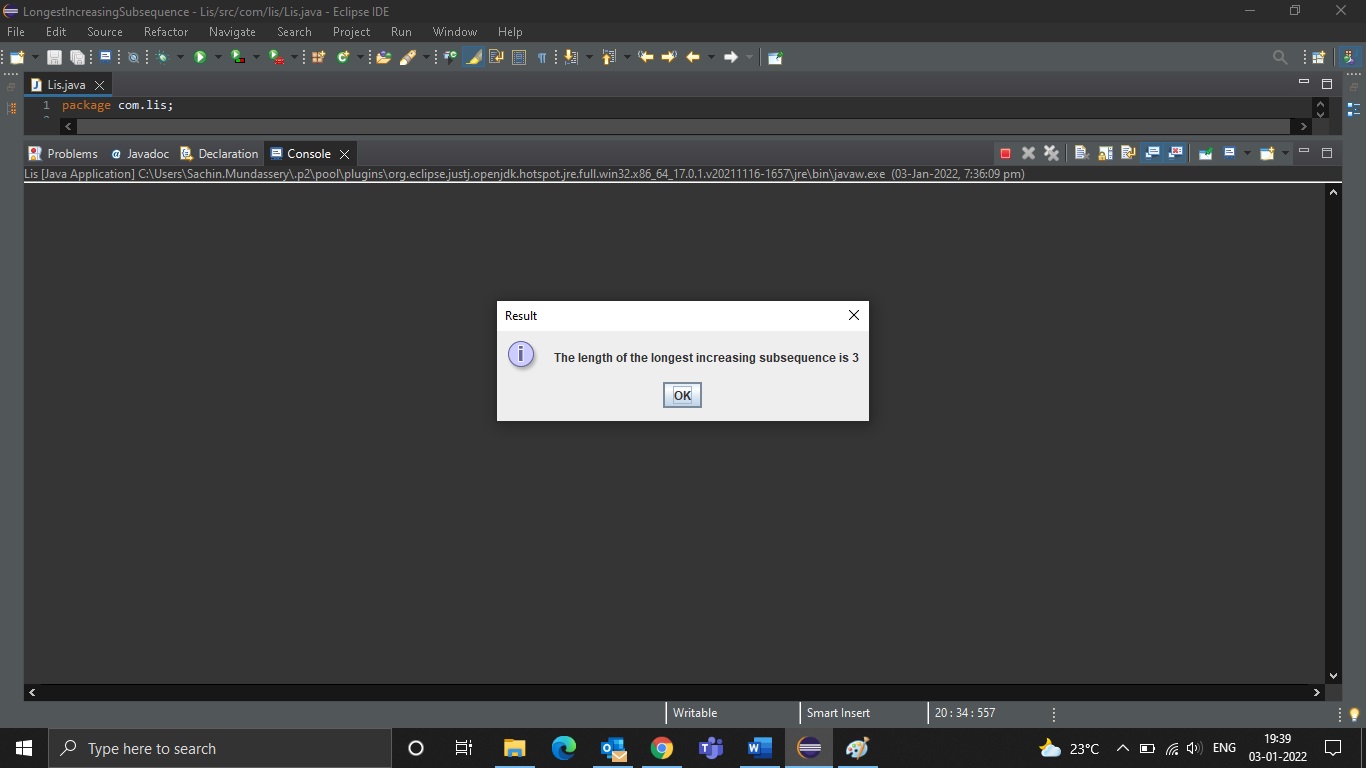 LongestIncreasingSubsequence - Lis/src/com/lis/Lis.java - Eclipse IDE
File Edit Source Refactor Navigate Search Project Run Window Help
Lis.java
1 package com.lis;
Problems Javadoc Declaration Console
Lis [Java Application] C:\Users\Sachin.Mundassery\.p2\pool\plugins\org.eclipse.justj.openjdk.hotspot.jre.full.win32.x86_64_17.0.1.v20211116-1657\jre\bin\javaw.exe (03-Jan-2022, 7:36:09 pm)
Result
The length of the longest increasing subsequence is 3
OK
Writable Smart Insert 20 : 34 : 557
Type here to search 23°C ENG 19:39
03-01-2022